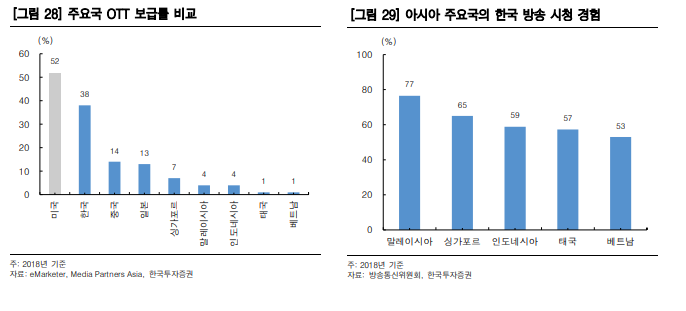 [그림 28] 주요국 OTT 보급률 비교
(%)
60
50
40
30
20
10
0
52
38
14
13
7
4
4
1
1
미국
한국
중국
일본
싱가포르
말레이시아
인도네시아
태국
베트남
주: 2018년 기준
자료: eMarketer, Media Partners Asia, 한국투자증권
[그림 29] 아시아 주요국의 한국 방송 시청 경험
(%)
100
80
60
40
20
0
77
65
59
57
53
말레이시아
싱가포르
인도네시아
태국
베트남
주: 2018년 기준
자료: 방송통신위원회, 한국투자증권